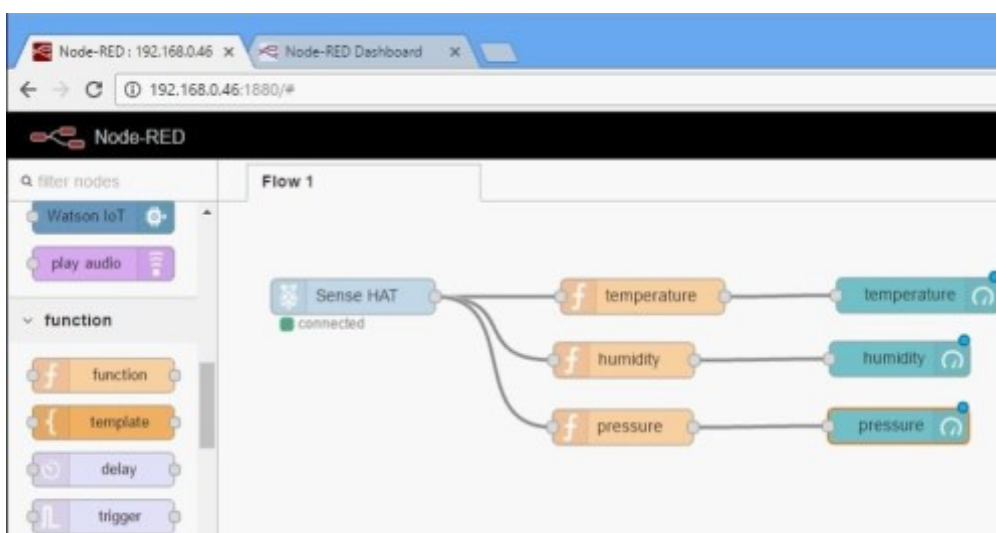 Node-RED : 192.168.0.46
Node-RED Dashboard
192.168.0.46:1880/#
Node-RED
filter nodes
Flow 1
Watson IoT
play audio
function
function
template
delay
trigger
Sense HAT
connected
temperature
temperature
humidity
humidity
pressure
pressure